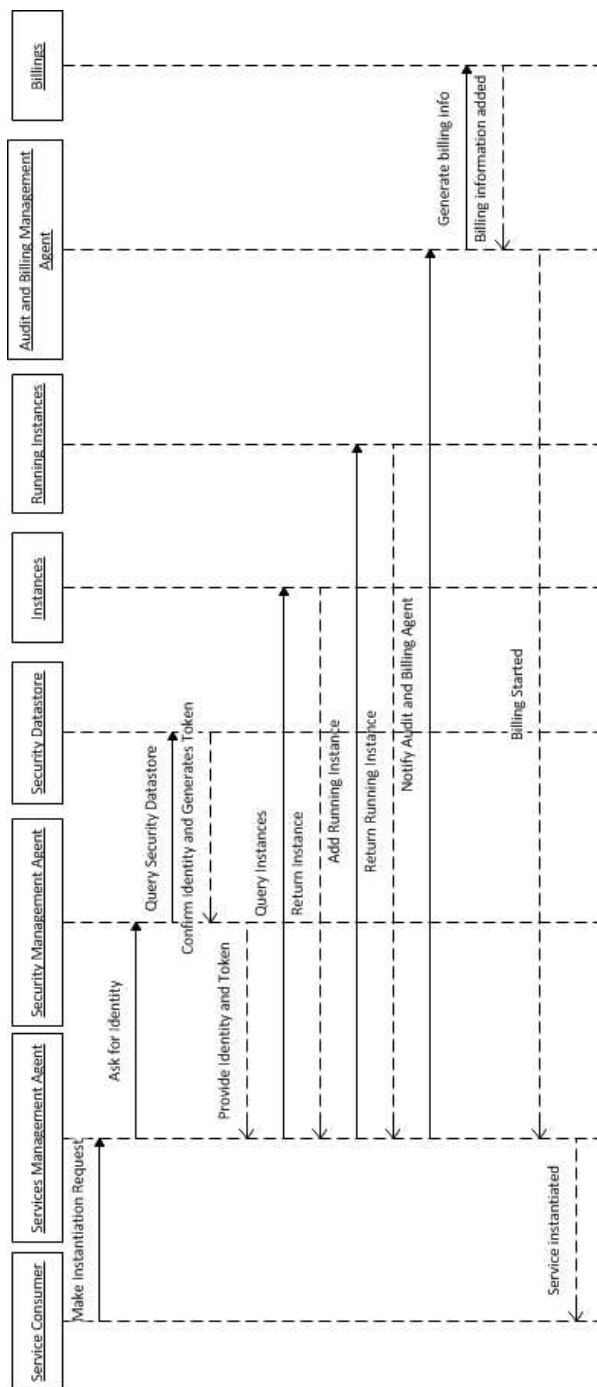 Service Consumer
Services Management Agent
Security Management Agent
Security Datastore
Instances
Running Instances
Audit and Billing Management
Agent
Billings
Make Instantiation Request
Ask for Identity
Query Security Datastore
Confirm Identity and Generates Token
Provide Identity and Token
Query Instances
Return Instance
Add Running Instance
Return Running Instance
Notify Audit and Billing Agent
Generate billing info
Billing information added
Billing Started
Service instantiated